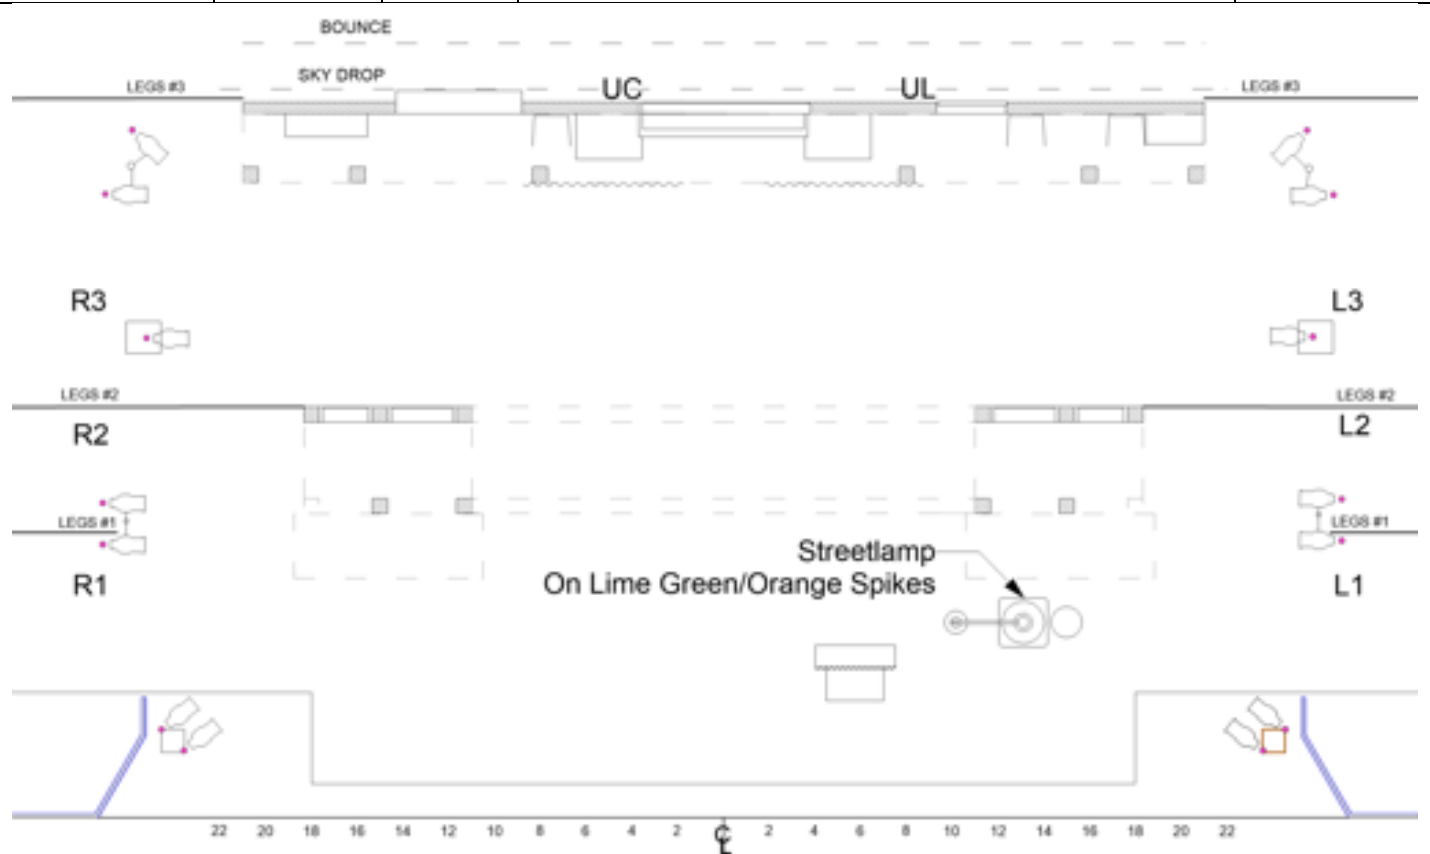 BOUNCE
SKY DROP
LEGS #3
UC
UL
LEGS #3
R3
L3
LEGS #2
LEGS #2
R2
L2
LEGS #1
LEGS #1
Streetlamp
On Lime Green/Orange Spikes
R1
L1
22 20 18 16 14 12 10 8 6 4 2 ℄ 2 4 6 8 10 12 14 16 18 20 22